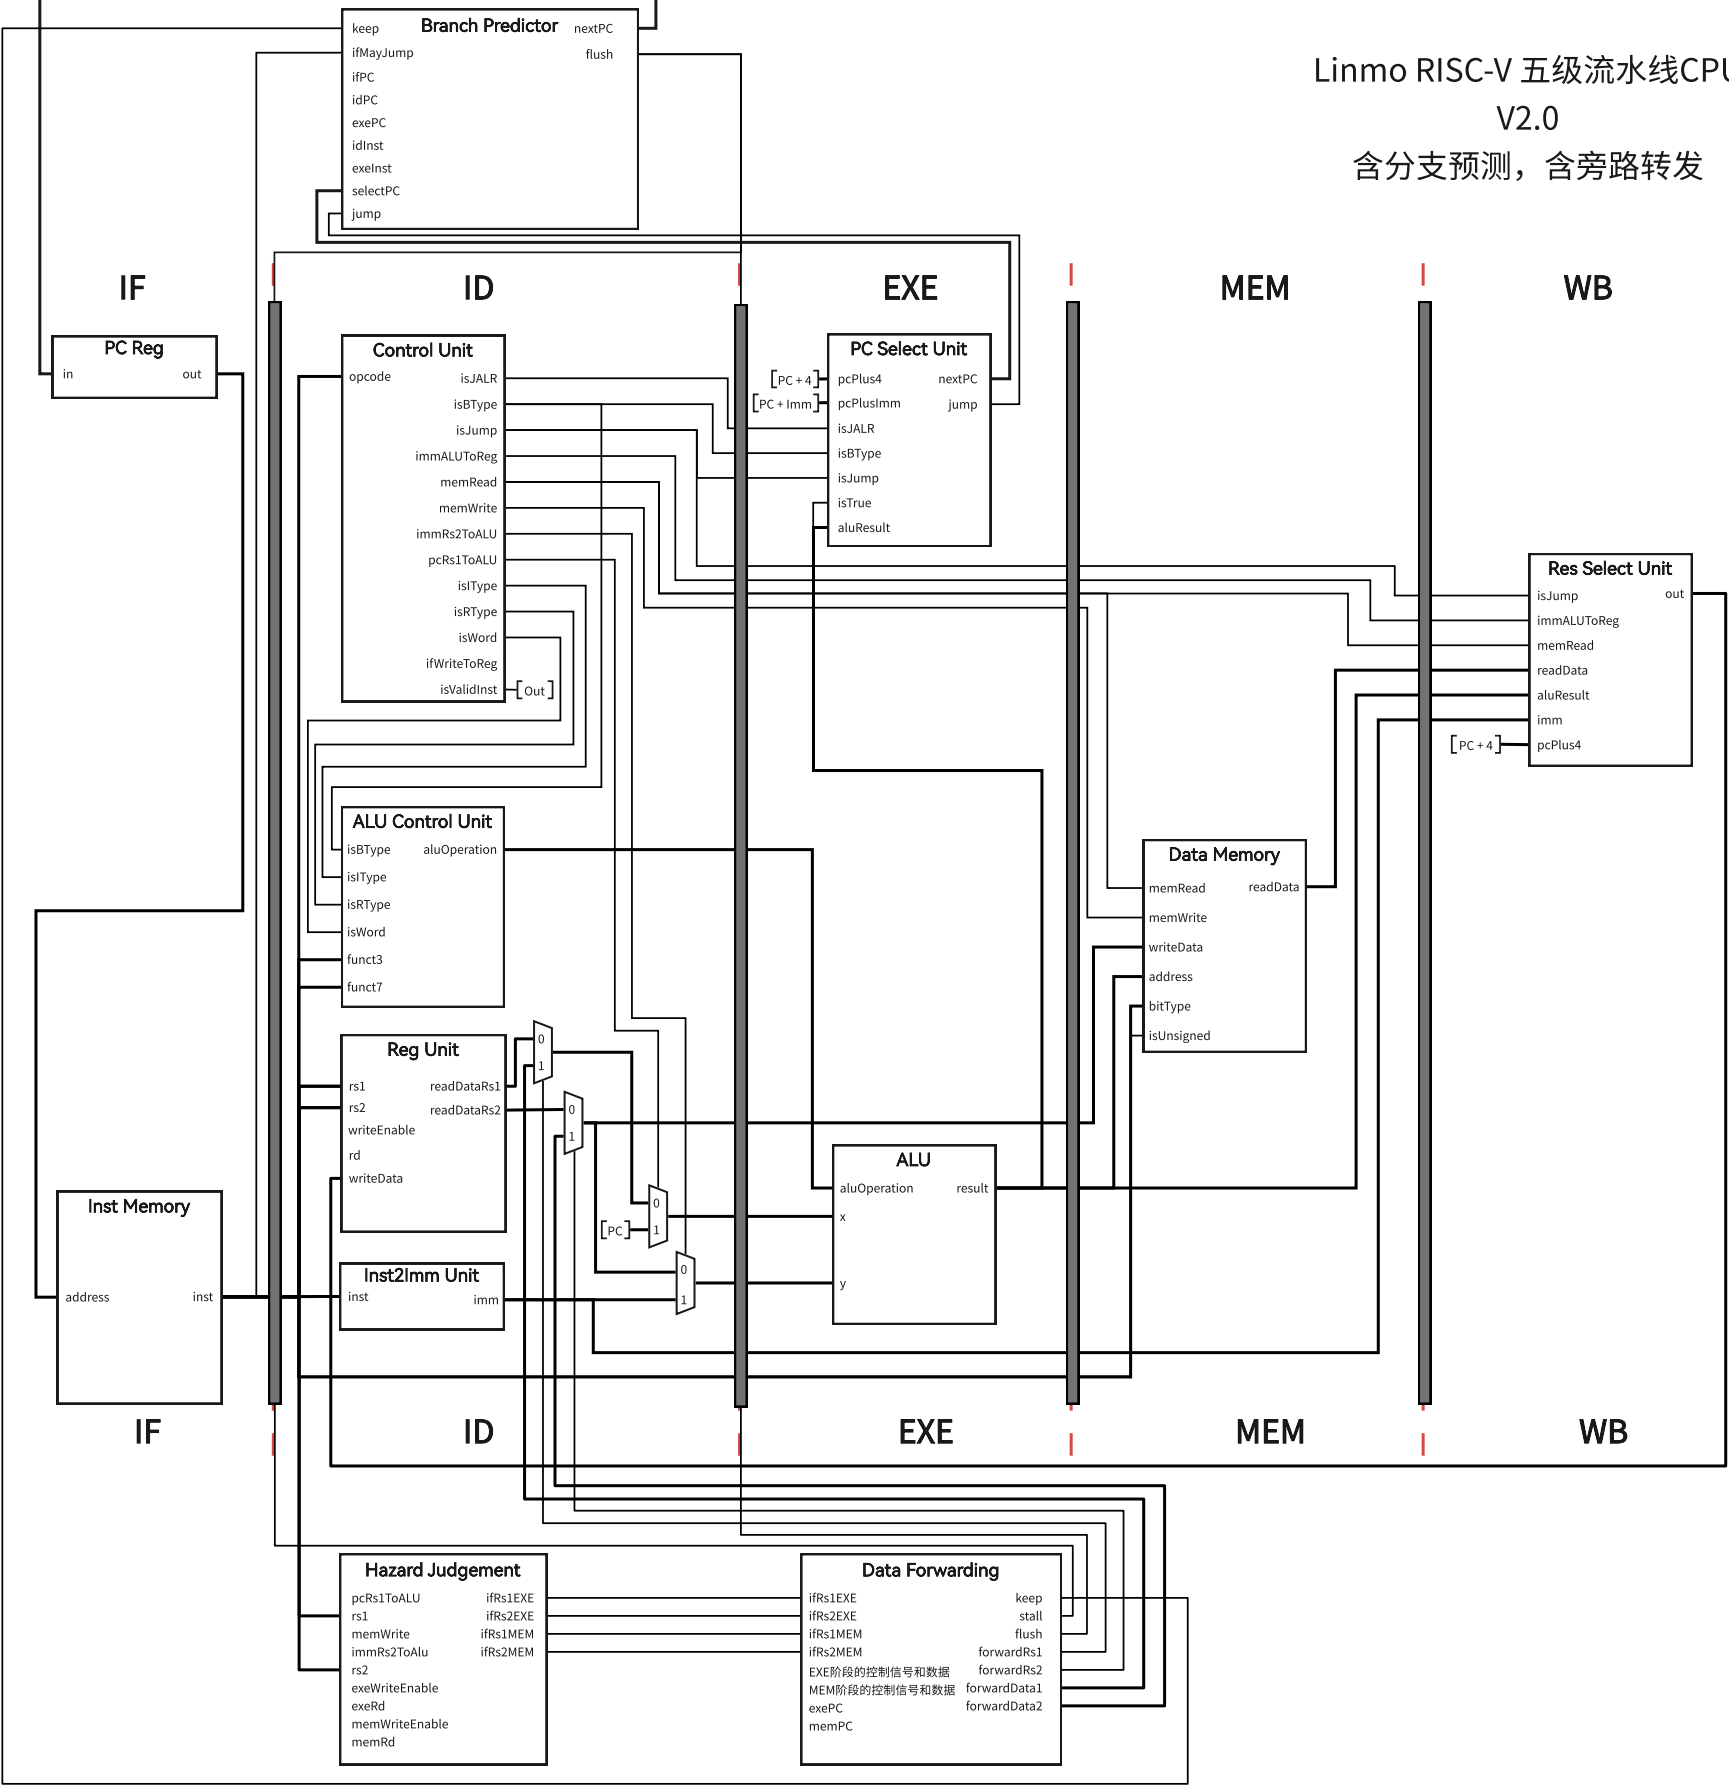 Branch Predictor
keep
nextPC
ifMayJump
flush
ifPC
idPC
exePC
idInst
exeInst
selectPC
jump
Linmo RISC-V 五级流水线CPU
V2.0
含分支预测，含旁路转发
IF
ID
EXE
MEM
WB
PC Reg
in
out
Control Unit
opcode
isJALR
isBType
isJump
immALUToReg
memRead
memWrite
immRs2ToALU
pcRs1ToALU
isIType
isRType
isWord
ifWriteToReg
isValidInst
Out
PC Select Unit
PC + 4
pcPlus4
nextPC
PC + Imm
pcPlusImm
jump
isJALR
isBType
isJump
isTrue
aluResult
Res Select Unit
isJump
out
immALUToReg
memRead
readData
aluResult
imm
PC + 4
pcPlus4
ALU Control Unit
isBType
aluOperation
isIType
isRType
isWord
funct3
funct7
Data Memory
memRead
readData
memWrite
writeData
address
bitType
isUnsigned
Reg Unit
rs1
readDataRs1
rs2
readDataRs2
writeEnable
rd
writeData
0
1
0
1
0
PC
1
0
1
ALU
aluOperation
result
x
y
Inst Memory
address
inst
Inst2Imm Unit
inst
imm
IF
ID
EXE
MEM
WB
Hazard Judgement
pcRs1ToALU
ifRs1EXE
rs1
ifRs2EXE
memWrite
ifRs1MEM
immRs2ToAlu
ifRs2MEM
rs2
exeWriteEnable
exeRd
memWriteEnable
memRd
Data Forwarding
ifRs1EXE
keep
ifRs2EXE
stall
ifRs1MEM
flush
ifRs2MEM
forwardRs1
EXE阶段的控制信号和数据
forwardRs2
MEM阶段的控制信号和数据
forwardData1
exePC
forwardData2
memPC